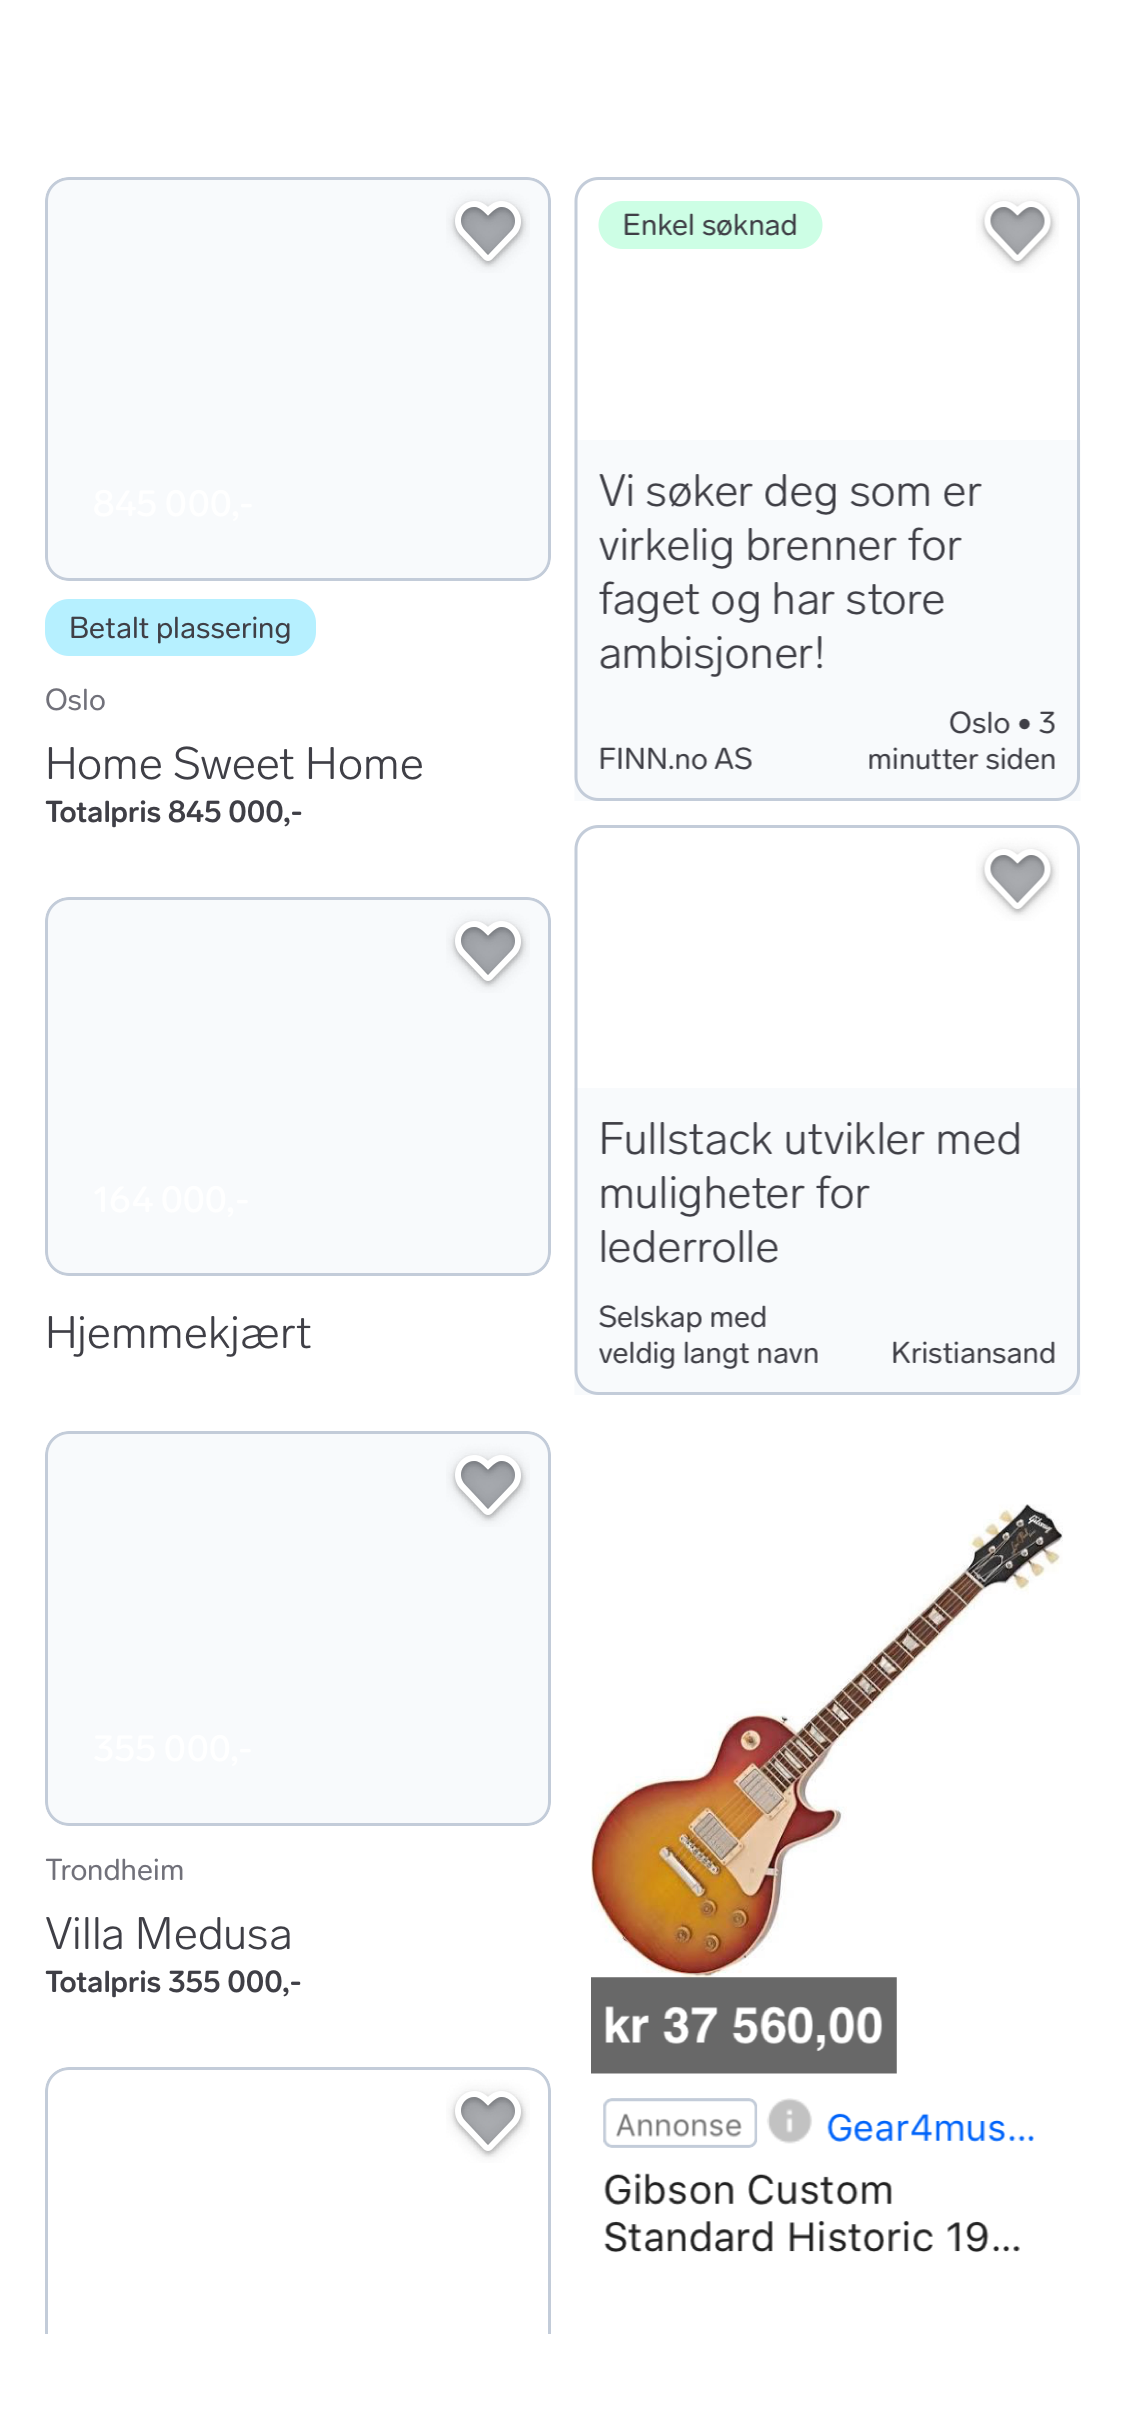 845 000,-
Betalt plassering
Oslo
Home Sweet Home
Totalpris 845 000,-
164 000,-
Hjemmekjært
355 000,-
Trondheim
Villa Medusa
Totalpris 355 000,-
Enkel søknad
Vi søker deg som er
virkelig brenner for
faget og har store
ambisjoner!
Oslo • 3
FINN.no AS minutter siden
Fullstack utvikler med
muligheter for
lederrolle
Selskap med
veldig langt navn Kristiansand
Gibson
kr 37 560,00
Annonse i Gear4mus...
Gibson Custom
Standard Historic 19...